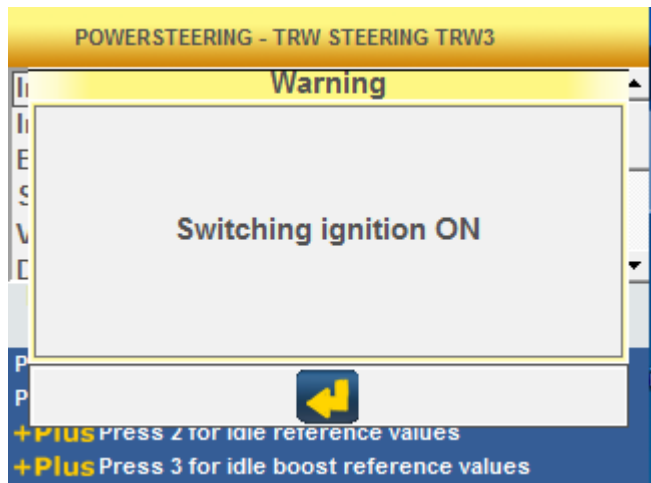 POWERSTEERING - TRW STEERING TRW3
Warning
Switching ignition ON
+Plus Press 2 for idle reference values
+Plus Press 3 for idle boost reference values